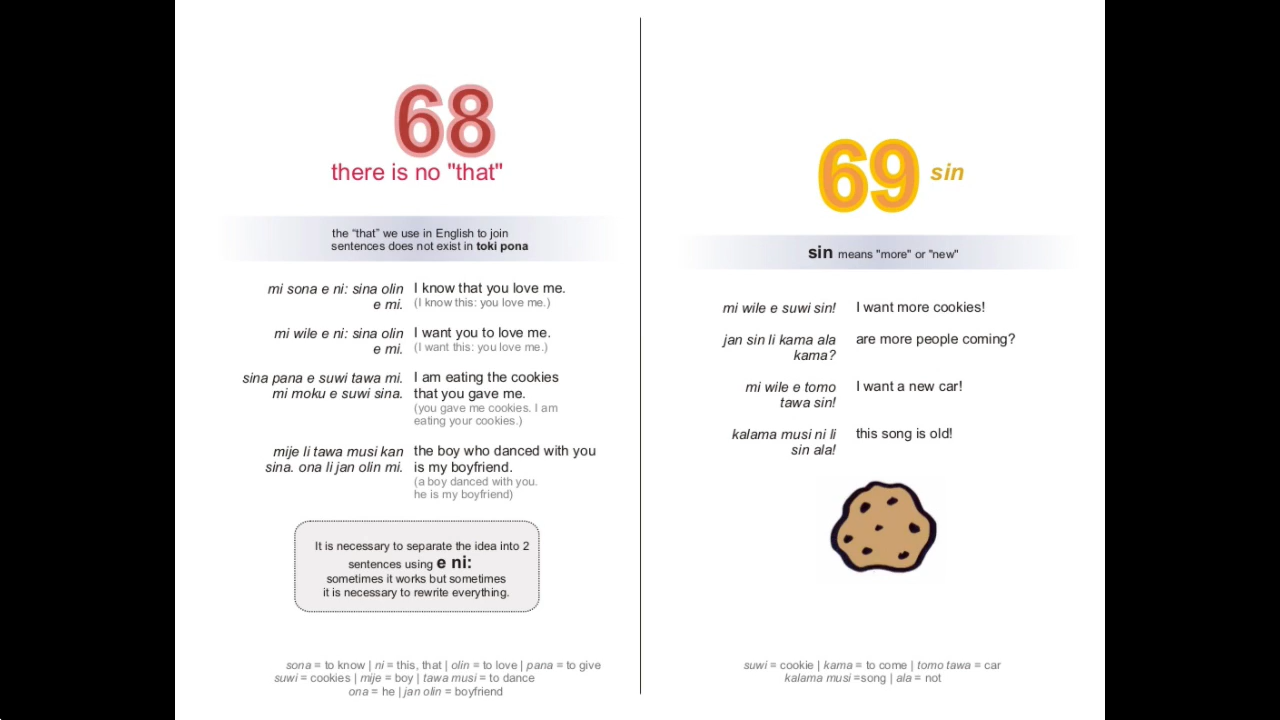 68
there is no "that"
the “that” we use in English to join
sentences does not exist in toki pona
mi sona e ni: sina olin
e mi.
I know that you love me.
(I know this: you love me.)
mi wile e ni: sina olin
e mi.
I want you to love me.
(I want this: you love me.)
sina pana e suwi tawa mi.
mi moku e suwi sina.
I am eating the cookies
that you gave me.
(you gave me cookies. I am
eating your cookies.)
mije li tawa musi kan
sina. ona li jan olin mi.
the boy who danced with you
is my boyfriend.
(a boy danced with you.
he is my boyfriend)
It is necessary to separate the idea into 2
sentences using e ni:
sometimes it works but sometimes
it is necessary to rewrite everything.
sona = to know | ni = this, that | olin = to love | pana = to give
suwi = cookies | mije = boy | tawa musi = to dance
ona = he | jan olin = boyfriend
69 sin
sin means "more" or "new"
mi wile e suwi sin!
I want more cookies!
jan sin li kama ala
kama?
are more people coming?
mi wile e tomo
tawa sin!
I want a new car!
kalama musi ni li
sin ala!
this song is old!
suwi = cookie | kama = to come | tomo tawa = car
kalama musi =song | ala = not